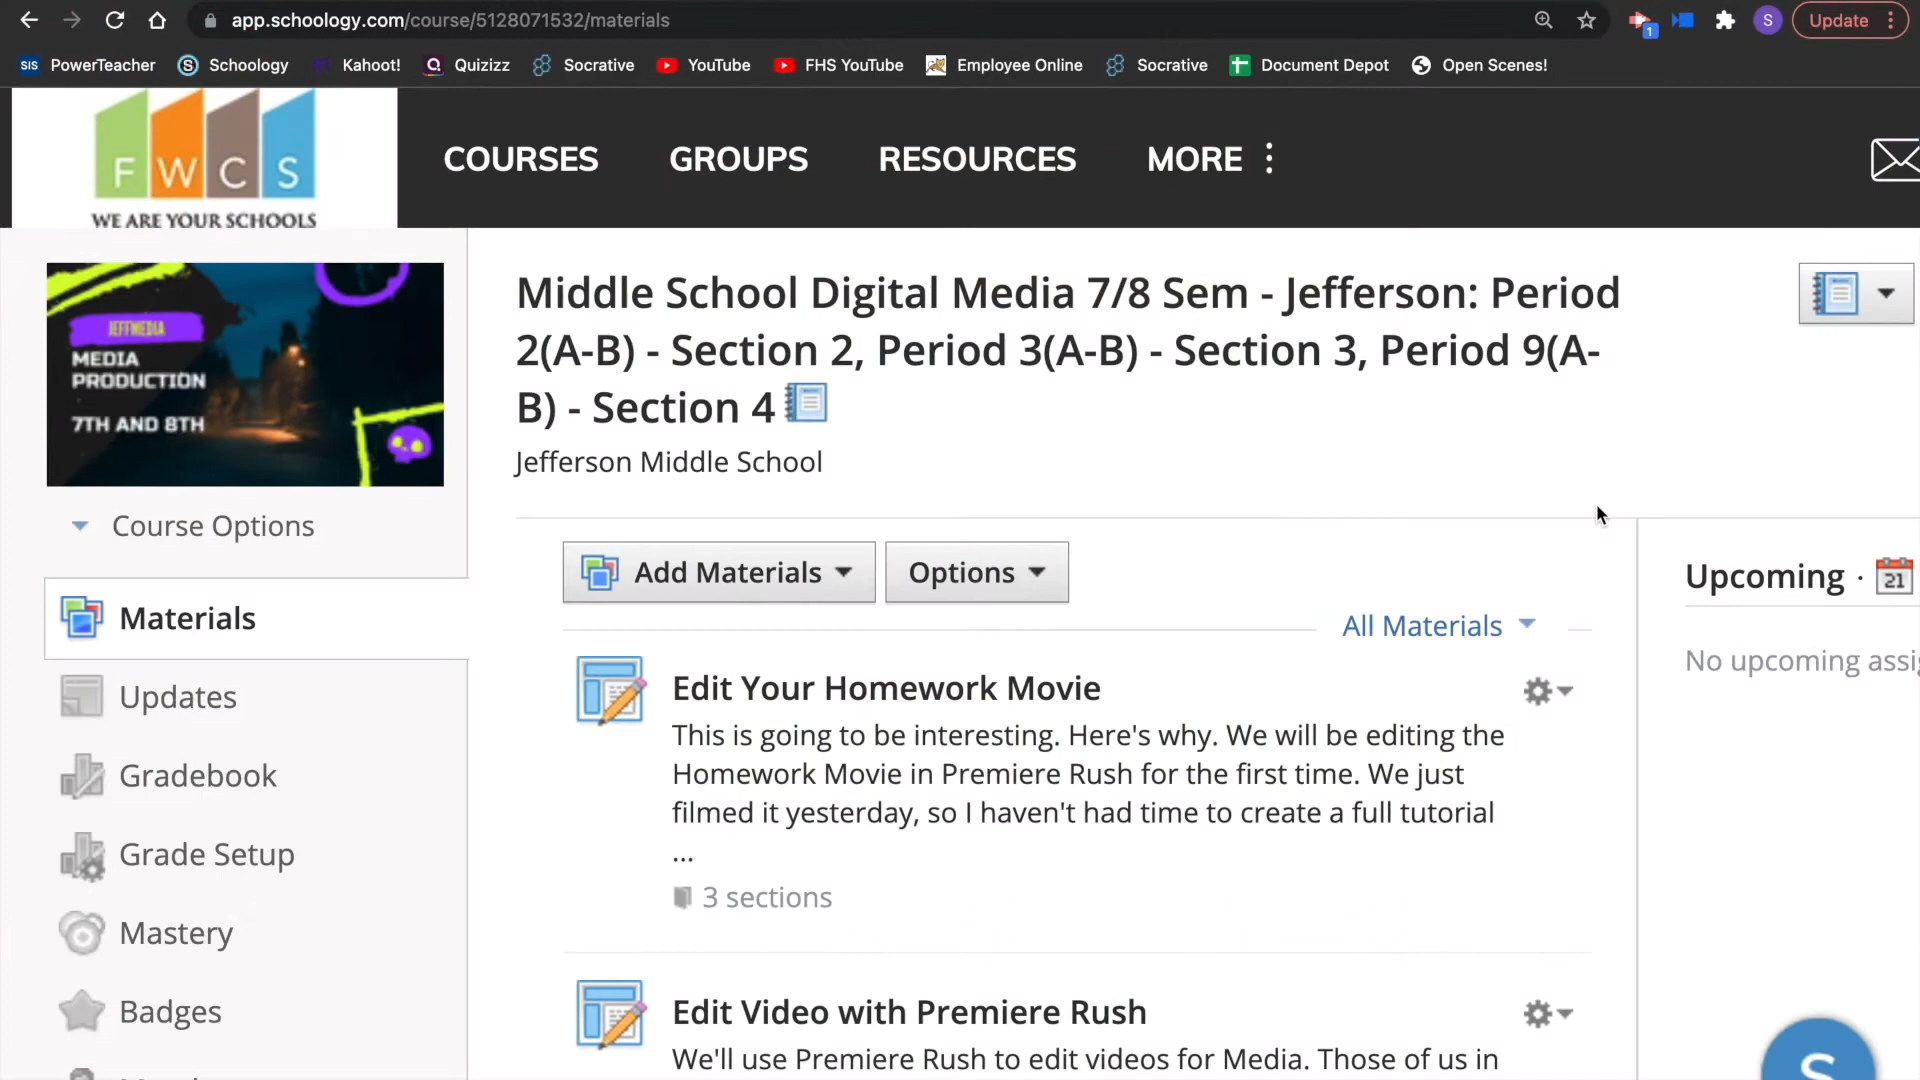 app.schoology.com/course/5128071532/materials
1
S
Update
SIS PowerTeacher
Schoology
Kahoot!
Quizizz
Socrative
YouTube
FHS YouTube
Employee Online
Socrative
Document Depot
Open Scenes!
FWCS
WE ARE YOUR SCHOOLS
COURSES
GROUPS
RESOURCES
MORE
JEFFMEDIA
MEDIA
PRODUCTION
7TH AND 8TH
Course Options
Materials
Updates
Gradebook
Grade Setup
Mastery
Badges
Middle School Digital Media 7/8 Sem - Jefferson: Period
2(A-B) - Section 2, Period 3(A-B) - Section 3, Period 9(A-
B) - Section 4
Jefferson Middle School
Add Materials
Options
All Materials
Edit Your Homework Movie
This is going to be interesting. Here's why. We will be editing the
Homework Movie in Premiere Rush for the first time. We just
filmed it yesterday, so I haven't had time to create a full tutorial
...
3 sections
Edit Video with Premiere Rush
We'll use Premiere Rush to edit videos for Media. Those of us in
Upcoming · 21
No upcoming assig
S